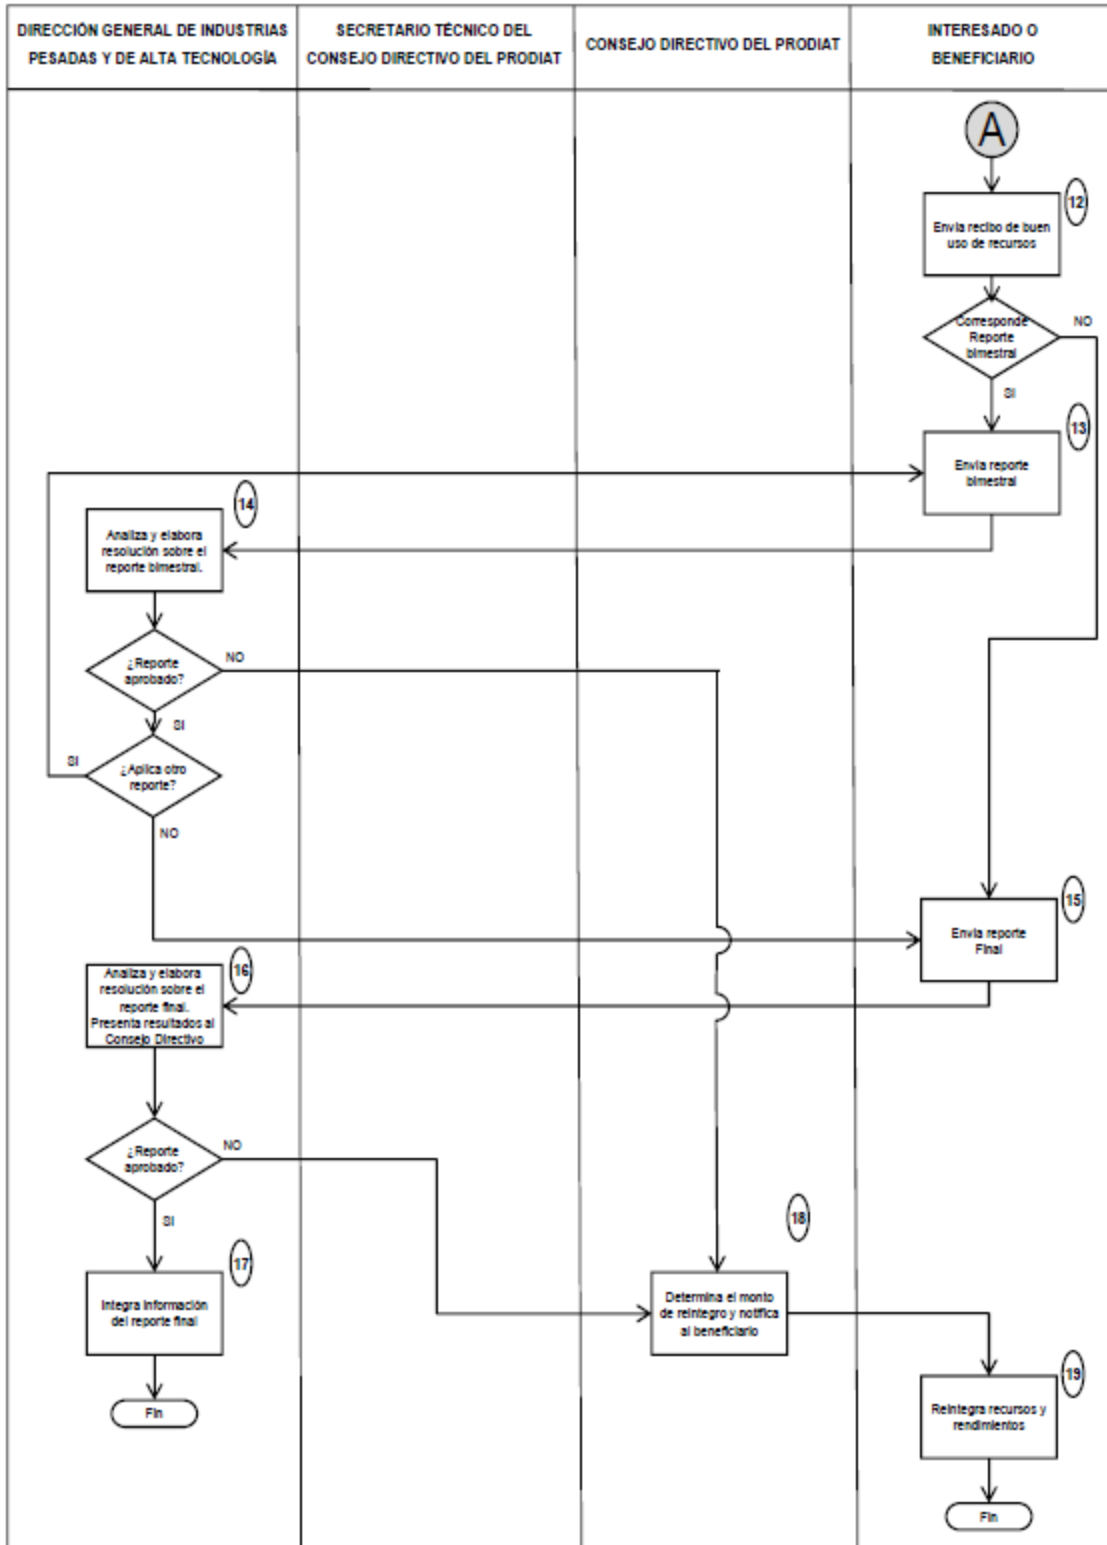 DIRECCIÓN GENERAL DE INDUSTRIAS
PESADAS Y DE ALTA TECNOLOGÍA
SECRETARIO TÉCNICO DEL
CONSEJO DIRECTIVO DEL PRODIAT
CONSEJO DIRECTIVO DEL PRODIAT
INTERESADO O
BENEFICIARIO
A
12
Envía recibo de buen
uso de recursos
Corresponde
Reporte
bimestral
NO
SI
13
Envía reporte
bimestral
14
Analiza y elabora
resolución sobre el
reporte bimestral.
¿Reporte
aprobado?
NO
SI
¿Aplica otro
reporte?
SI
NO
15
Envía reporte
Final
16
Analiza y elabora
resolución sobre el
reporte final.
Presenta resultados al
Consejo Directivo
¿Reporte
aprobado?
NO
SI
17
Integra información
del reporte final
Fin
18
Determina el monto
de reintegro y notifica
al beneficiario
19
Reintegra recursos y
rendimientos
Fin